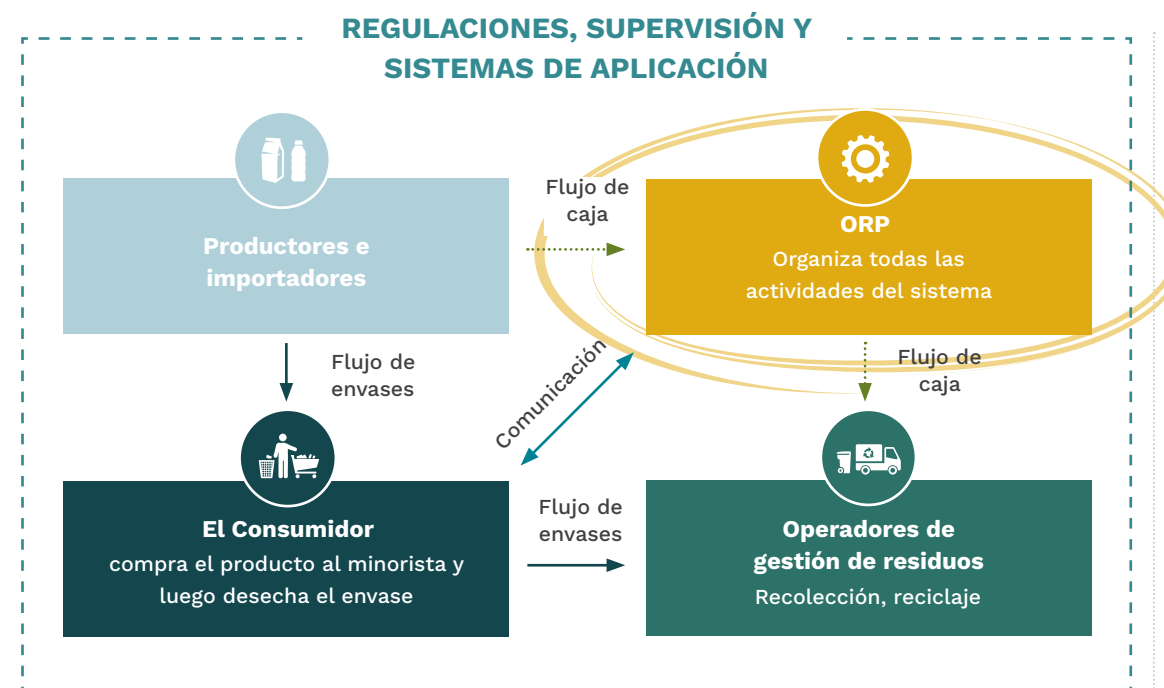 REGULACIONES, SUPERVISIÓN Y
SISTEMAS DE APLICACIÓN
Productores e
importadores
Flujo de
caja
ORP
Organiza todas las
actividades del sistema
Flujo de
envases
Comunicación
Flujo de
caja
El Consumidor
compra el producto al minorista y
luego desecha el envase
Flujo de
envases
Operadores de
gestión de residuos
Recolección, reciclaje